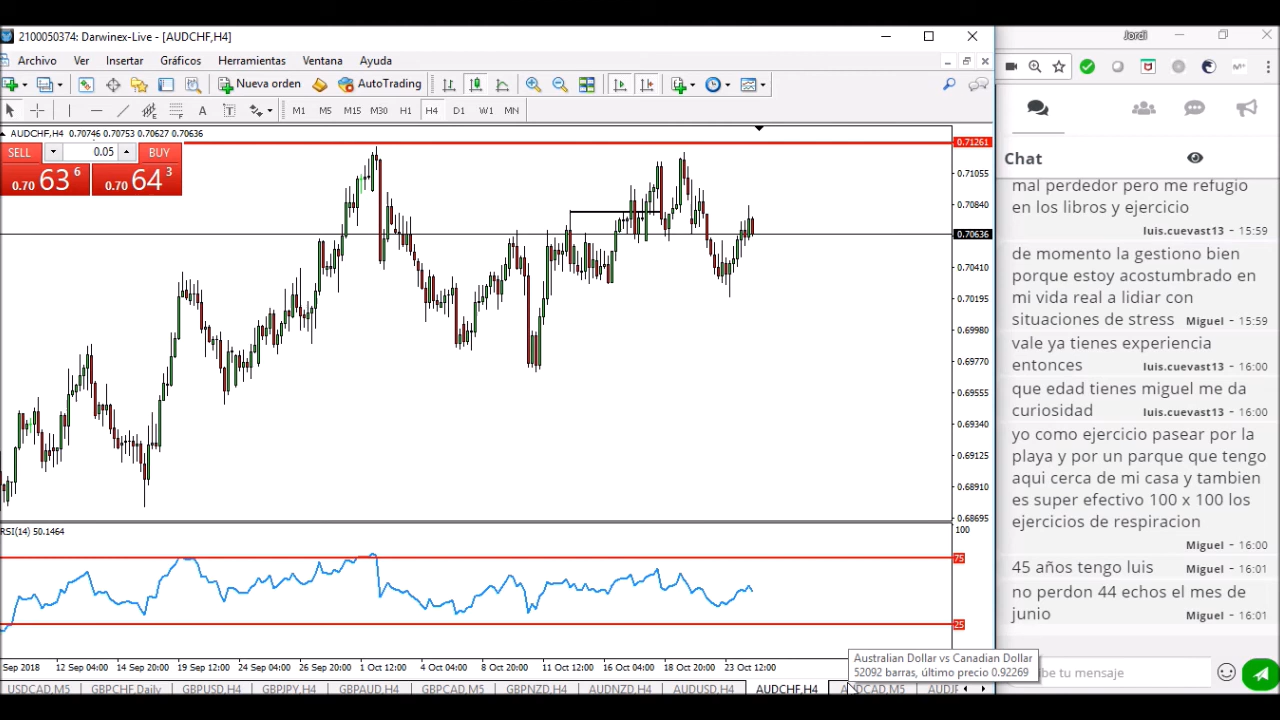 2100050374: Darwinex-Live - [AUDCHF,H4]
Archivo Ver Insertar Gráficos Herramientas Ventana Ayuda
Nueva orden AutoTrading
A T M1 M5 M15 M30 H1 H4 D1 W1 MN
AUDCHF,H4 0.70746 0.70753 0.70627 0.70636
SELL 0.05 BUY
0.70 63 6 0.70 64 3
0.71261
0.71055
0.70840
0.70636
0.70410
0.70195
0.69980
0.69770
0.69555
0.69340
0.69125
0.68910
0.68695
RSI(14) 50.1464
100
75
25
Sep 2018 12 Sep 04:00 14 Sep 20:00 19 Sep 12:00 24 Sep 04:00 26 Sep 20:00 1 Oct 12:00 4 Oct 04:00 8 Oct 20:00 11 Oct 12:00 16 Oct 04:00 18 Oct 20:00 23 Oct 12:00
Australian Dollar vs Canadian Dollar
52092 barras, último precio 0.92269
USDCAD,M5 GBPCHF,Daily GBPUSD,H4 GBPJPY,H4 GBPAUD,H4 GBPCAD,M5 GBPNZD,H4 AUDNZD,H4 AUDUSD,H4 AUDCHF,H4
Jordi
Chat
mal perdedor pero me refugio
en los libros y ejercicio
luis.cuevast13 - 15:59
de momento la gestiono bien
porque estoy acostumbrado en
mi vida real a lidiar con
situaciones de stress Miguel - 15:59
vale ya tienes experiencia
entonces luis.cuevast13 - 16:00
que edad tienes miguel me da
curiosidad luis.cuevast13 - 16:00
yo como ejercicio pasear por la
playa y por un parque que tengo
aqui cerca de mi casa y tambien
es super efectivo 100 x 100 los
ejercicios de respiracion
Miguel - 16:00
45 años tengo luis Miguel - 16:01
no perdon 44 echos el mes de
junio Miguel - 16:01
be tu mensaje